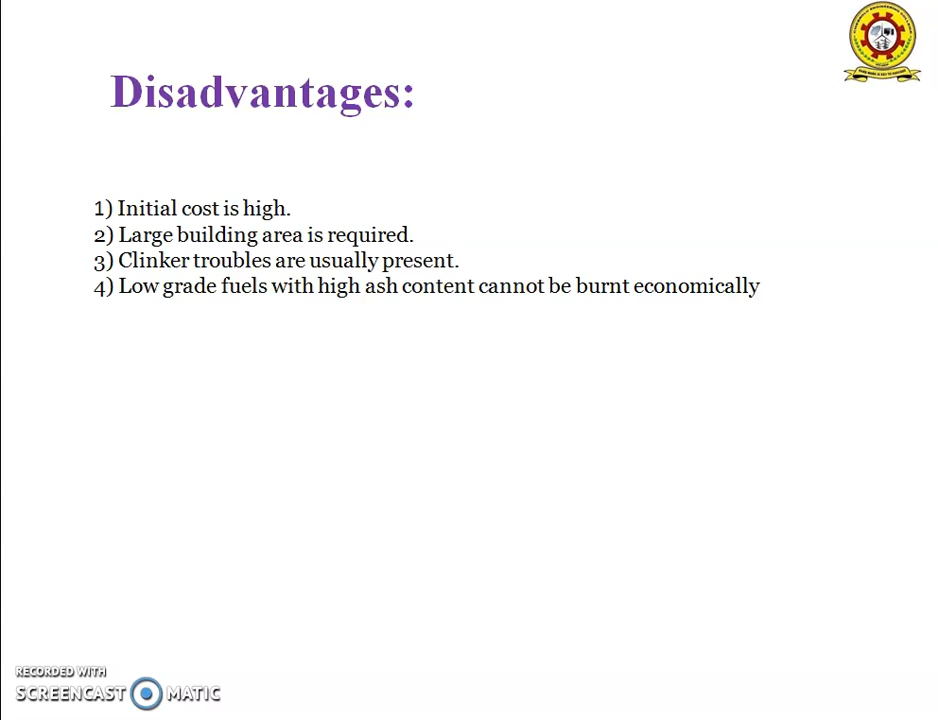 Disadvantages:
1) Initial cost is high.
2) Large building area is required.
3) Clinker troubles are usually present.
4) Low grade fuels with high ash content cannot be burnt economically
RECORDED WITH
SCREENCAST MATIC